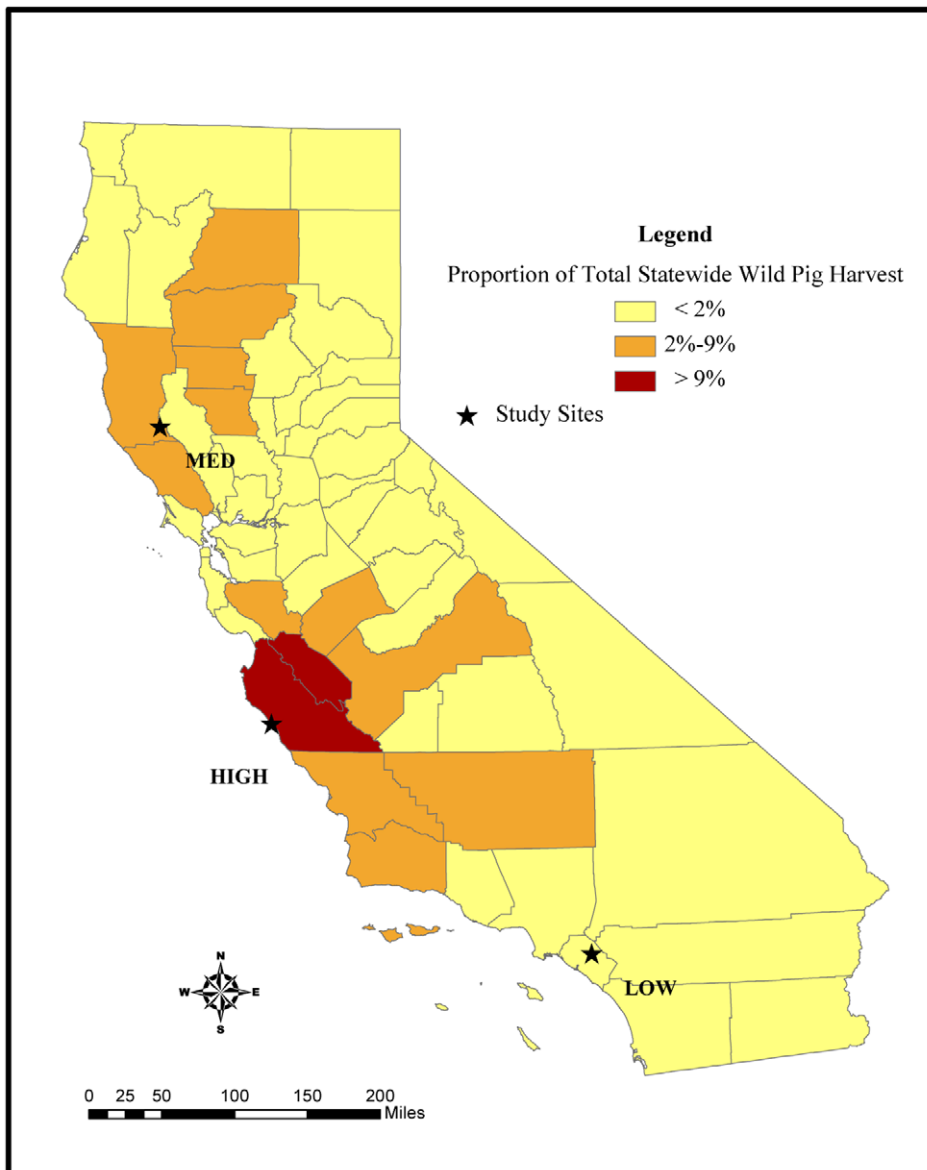 Legend
Proportion of Total Statewide Wild Pig Harvest
< 2%
2%-9%
> 9%
Study Sites
MED
HIGH
LOW
N
W E
S
0 25 50 100 150 200
Miles